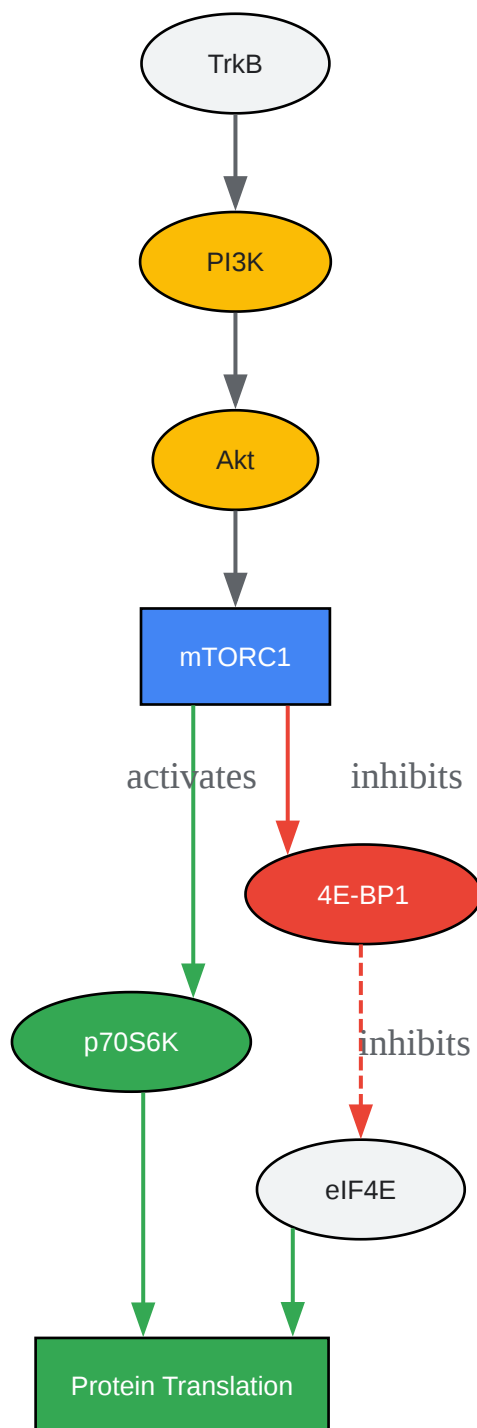 TrkB
PI3K
Akt
mTORC1
activates
inhibits
4E-BP1
p70S6K
inhibits
eIF4E
Protein Translation